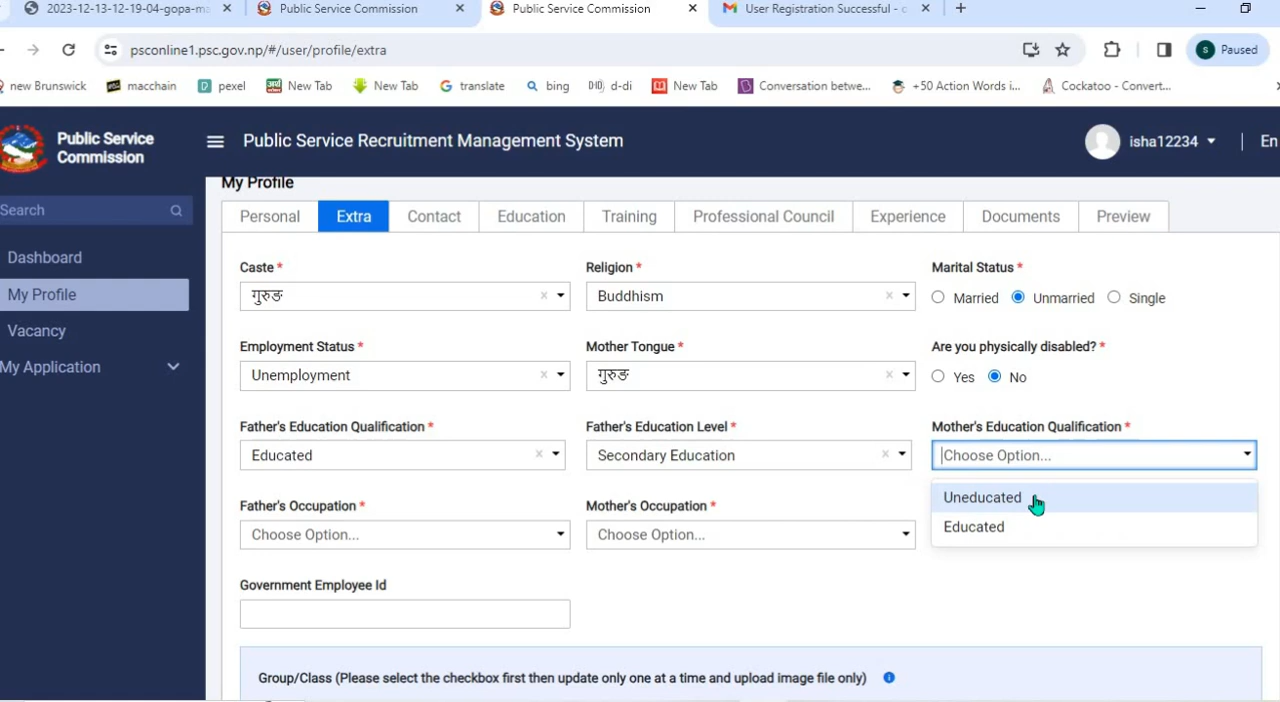 2023-12-13-12-19-04-gopa-ma
Public Service Commission
Public Service Commission
User Registration Successful -
psconline1.psc.gov.np/#/user/profile/extra
S
Paused
new Brunswick
macchain
pexel
New Tab
New Tab
translate
bing
d-di
New Tab
Conversation betwe...
+50 Action Words i...
Cockatoo - Convert...
Public Service
Commission
Public Service Recruitment Management System
isha12234
En
My Profile
Search
Personal
Extra
Contact
Education
Training
Professional Council
Experience
Documents
Preview
Dashboard
My Profile
Vacancy
My Application
Caste *
Religion *
Marital Status *
गुरुङ
Buddhism
Married
Unmarried
Single
Employment Status *
Mother Tongue *
Are you physically disabled? *
Unemployment
गुरुङ
Yes
No
Father's Education Qualification *
Father's Education Level *
Mother's Education Qualification *
Educated
Secondary Education
Choose Option...
Uneducated
Educated
Father's Occupation *
Mother's Occupation *
Choose Option...
Choose Option...
Government Employee Id
Group/Class (Please select the checkbox first then update only one at a time and upload image file only)